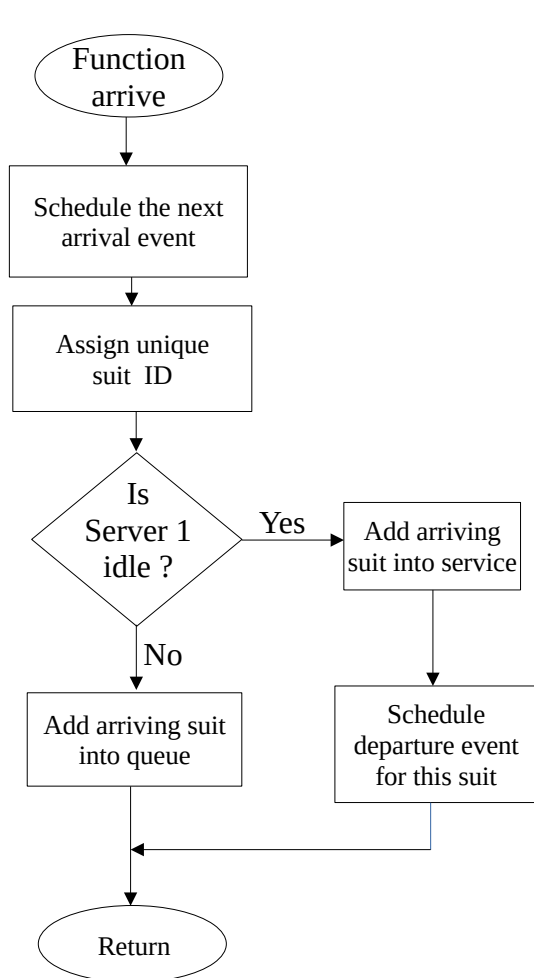 Function
arrive
Schedule the next
arrival event
Assign unique
suit ID
Is
Server 1
idle ?
Yes
Add arriving
suit into service
No
Add arriving suit
into queue
Schedule
departure event
for this suit
Return